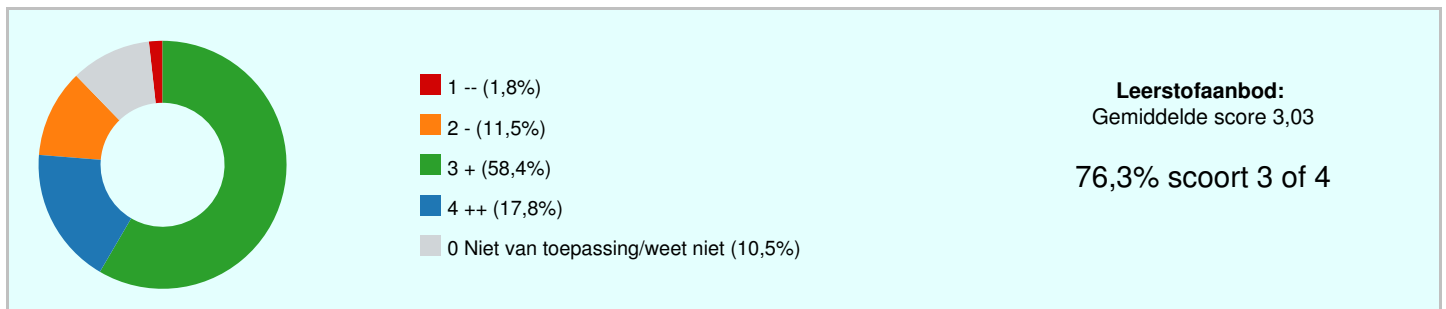 1 -- (1,8%)
2 - (11,5%)
3 + (58,4%)
4 ++ (17,8%)
0 Niet van toepassing/weet niet (10,5%)
Leerstofaanbod:
Gemiddelde score 3,03
76,3% scoort 3 of 4